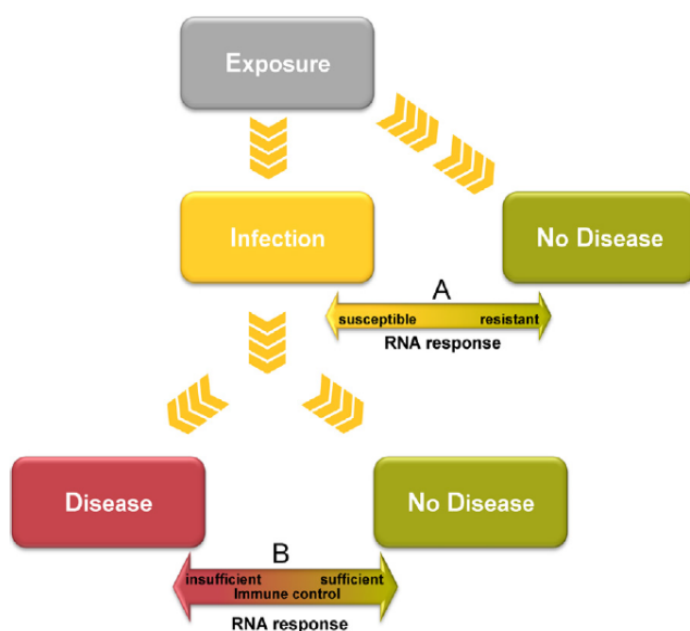 Exposure
Infection
No Disease
A
susceptible resistant
RNA response
Disease
No Disease
B
insufficient sufficient
Immune control
RNA response